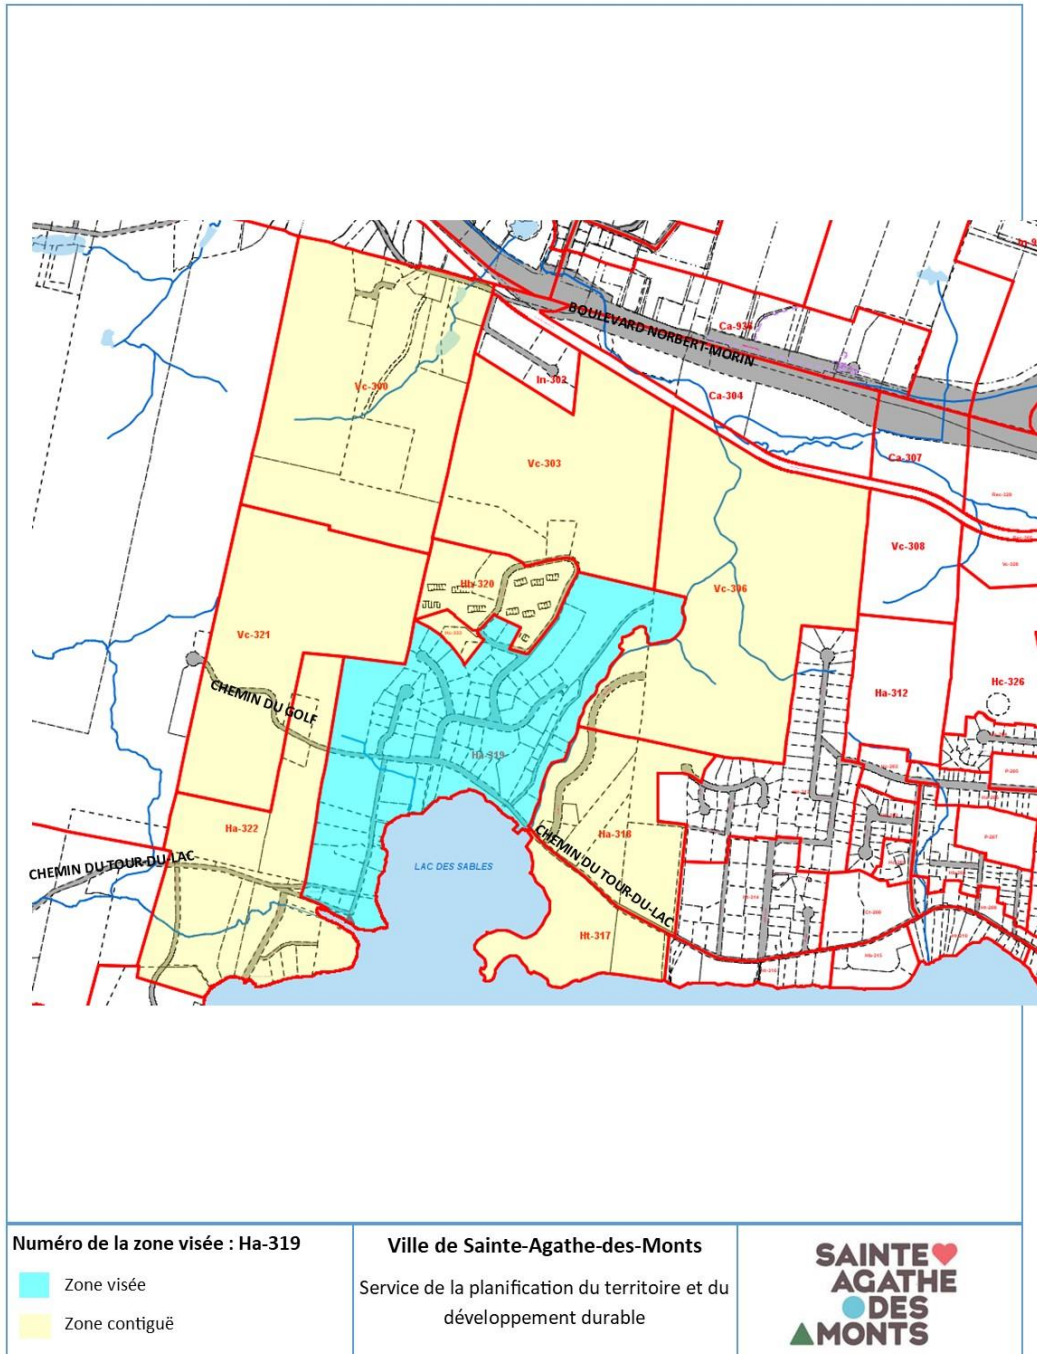 BOULEVARD NORBERT-MORIN
Ca-304
In-302
Vc-300
Vc-303
Ca-307
Vc-308
Vc-306
Hb-320
Vc-321
CHEMIN DU GOLF
Ha-312
Hc-326
Ha-319
Ha-322
CHEMIN DU TOUR-DU-LAC
LAC DES SABLES
Ha-318
CHEMIN DU TOUR-DU-LAC
Ht-317
Numéro de la zone visée : Ha-319
Zone visée
Zone contiguë
Ville de Sainte-Agathe-des-Monts
Service de la planification du territoire et du
développement durable
SAINTE
AGATHE
DES
MONTS